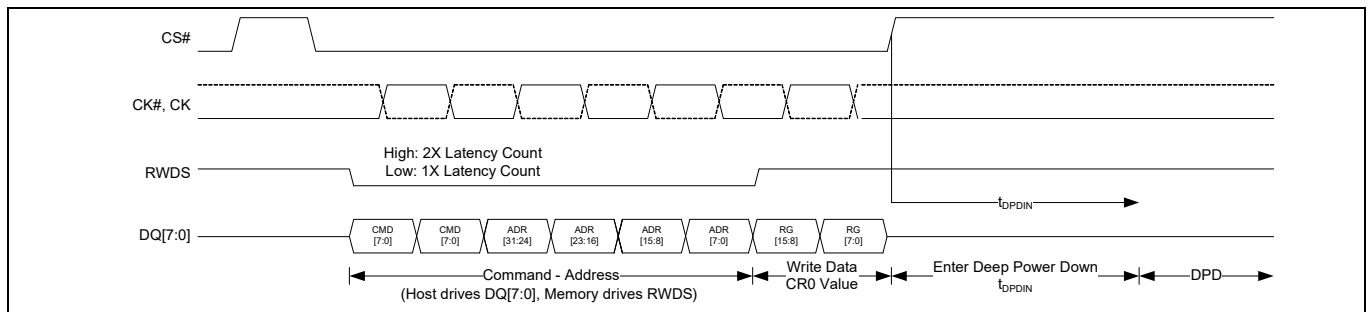 CS#
CK#, CK
High: 2X Latency Count
Low: 1X Latency Count
RWDS
t_DPDIN
DQ[7:0]
CMD [7:0]
CMD [7:0]
ADR [31:24]
ADR [23:16]
ADR [15:8]
ADR [7:0]
RG [15:8]
RG [7:0]
Command - Address
(Host drives DQ[7:0], Memory drives RWDS)
Write Data
CR0 Value
Enter Deep Power Down
t_DPDIN
DPD